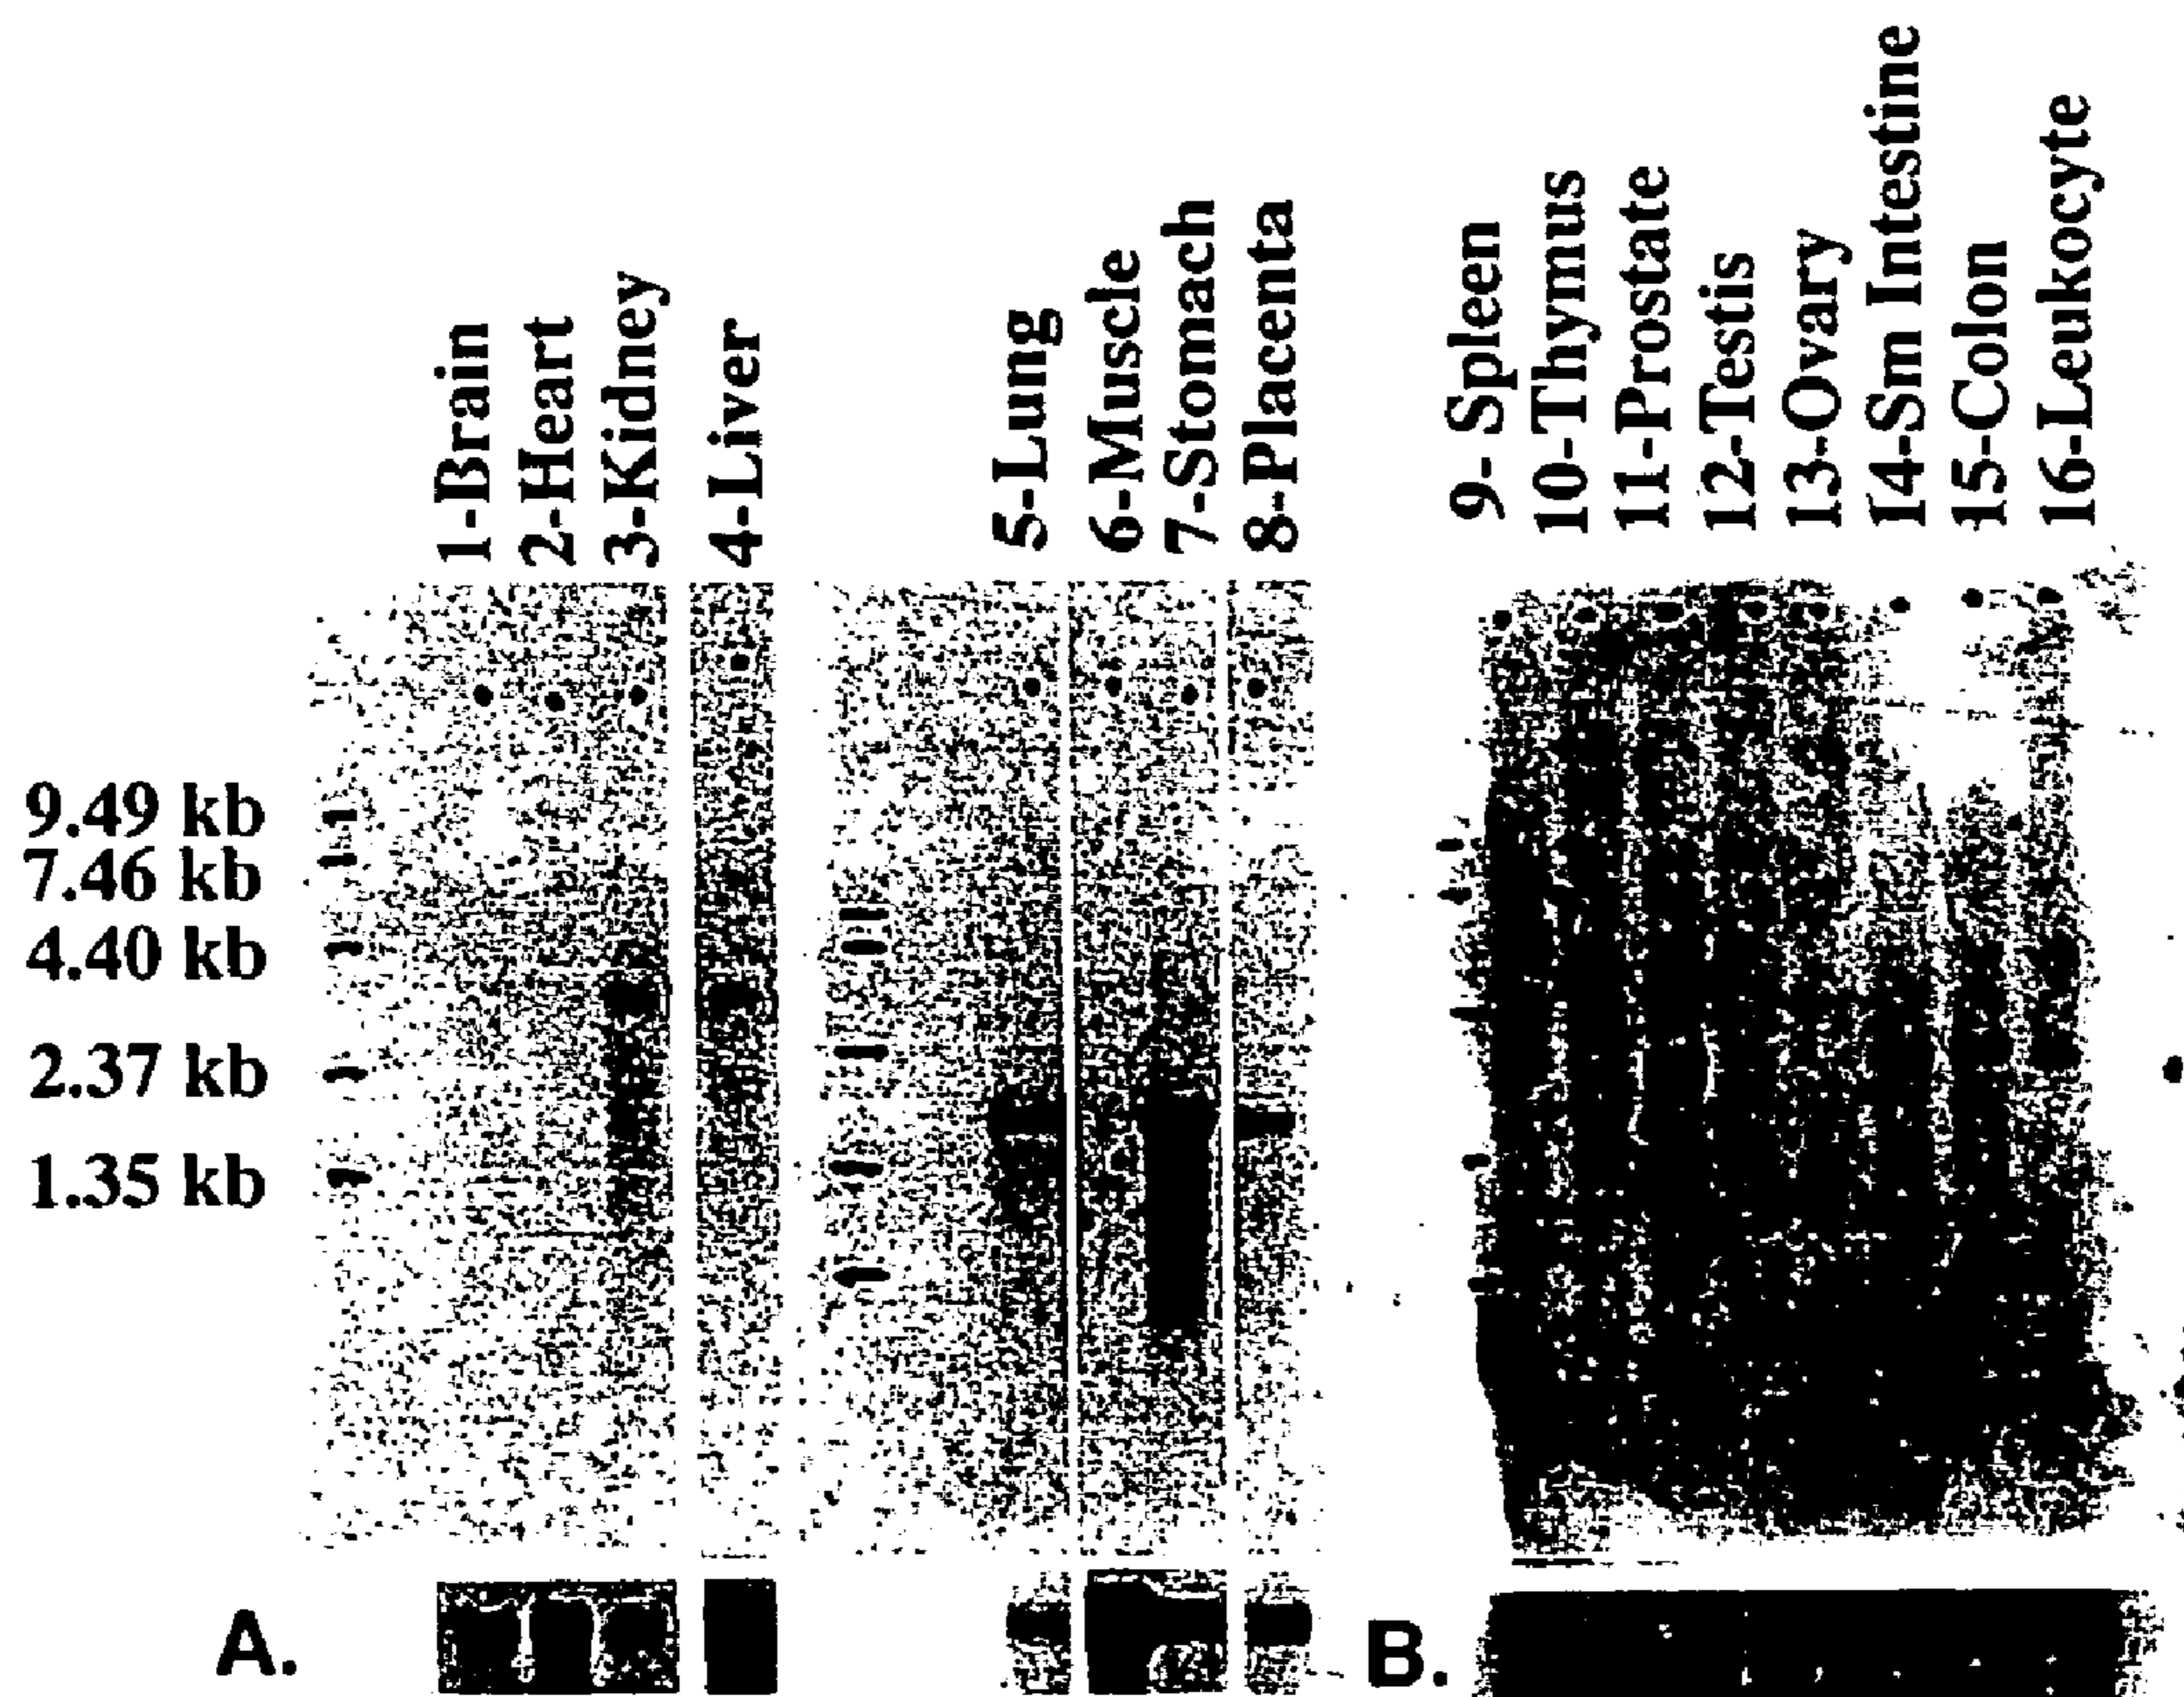 1-Brain
2-Heart
3-Kidney
4-Liver
5-Lung
6-Muscle
7-Stomach
8-Placenta
9- Spleen
10-Thymus
11-Prostate
12-Testis
13-Ovary
14-Sm Intestine
15-Colon
16-Leukocyte
9.49 kb
7.46 kb
4.40 kb
2.37 kb
1.35 kb
A.
B.